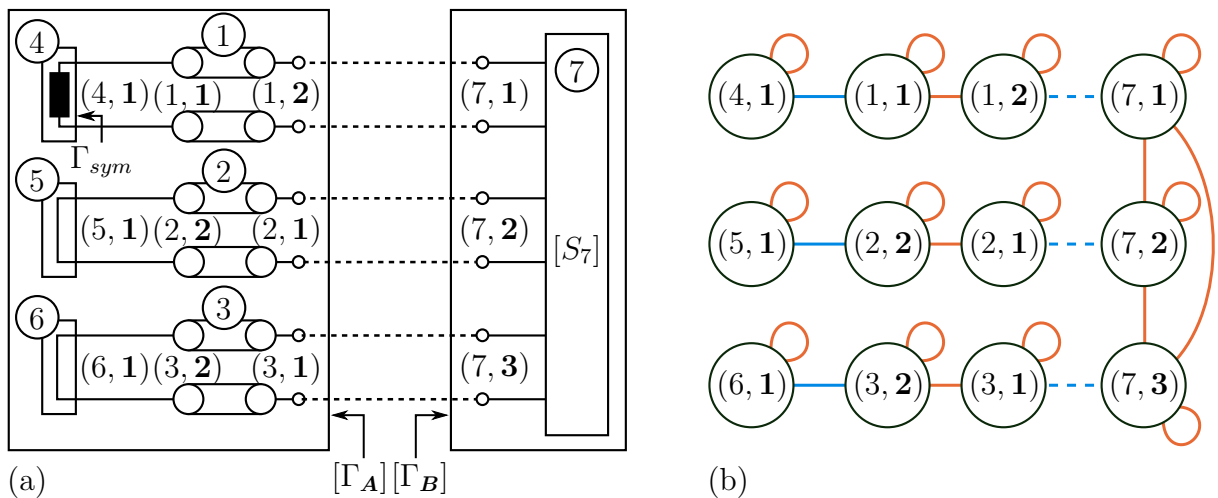 4 1 7
(4, 1) (1, 1) (1, 2) (7, 1)
Γsym
5 2
(5, 1) (2, 2) (2, 1) (7, 2)
[S7]
6 3
(6, 1) (3, 2) (3, 1) (7, 3)
[ΓA] [ΓB]
(a)
(4, 1) (1, 1) (1, 2) (7, 1)
(5, 1) (2, 2) (2, 1) (7, 2)
(6, 1) (3, 2) (3, 1) (7, 3)
(b)